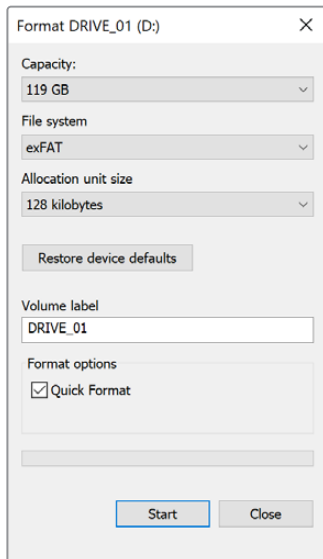 Format DRIVE_01 (D:)
Capacity:
119 GB
File system
exFAT
Allocation unit size
128 kilobytes
Restore device defaults
Volume label
DRIVE_01
Format options
Quick Format
Start Close